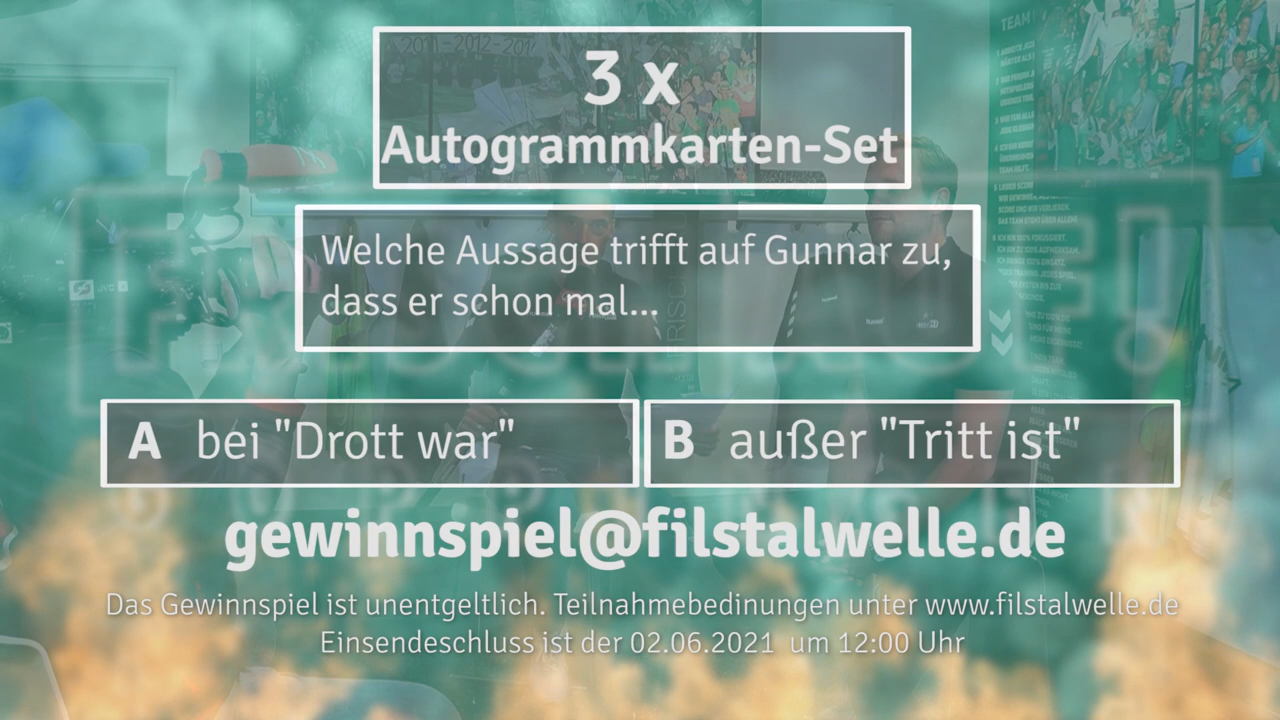 3 x
Autogrammkarten-Set
Welche Aussage trifft auf Gunnar zu,
dass er schon mal...
A bei "Drott war"
B außer "Tritt ist"
gewinnspiel@filstalwelle.de
Das Gewinnspiel ist unentgeltlich. Teilnahmebedinungen unter www.filstalwelle.de
Einsendeschluss ist der 02.06.2021 um 12:00 Uhr